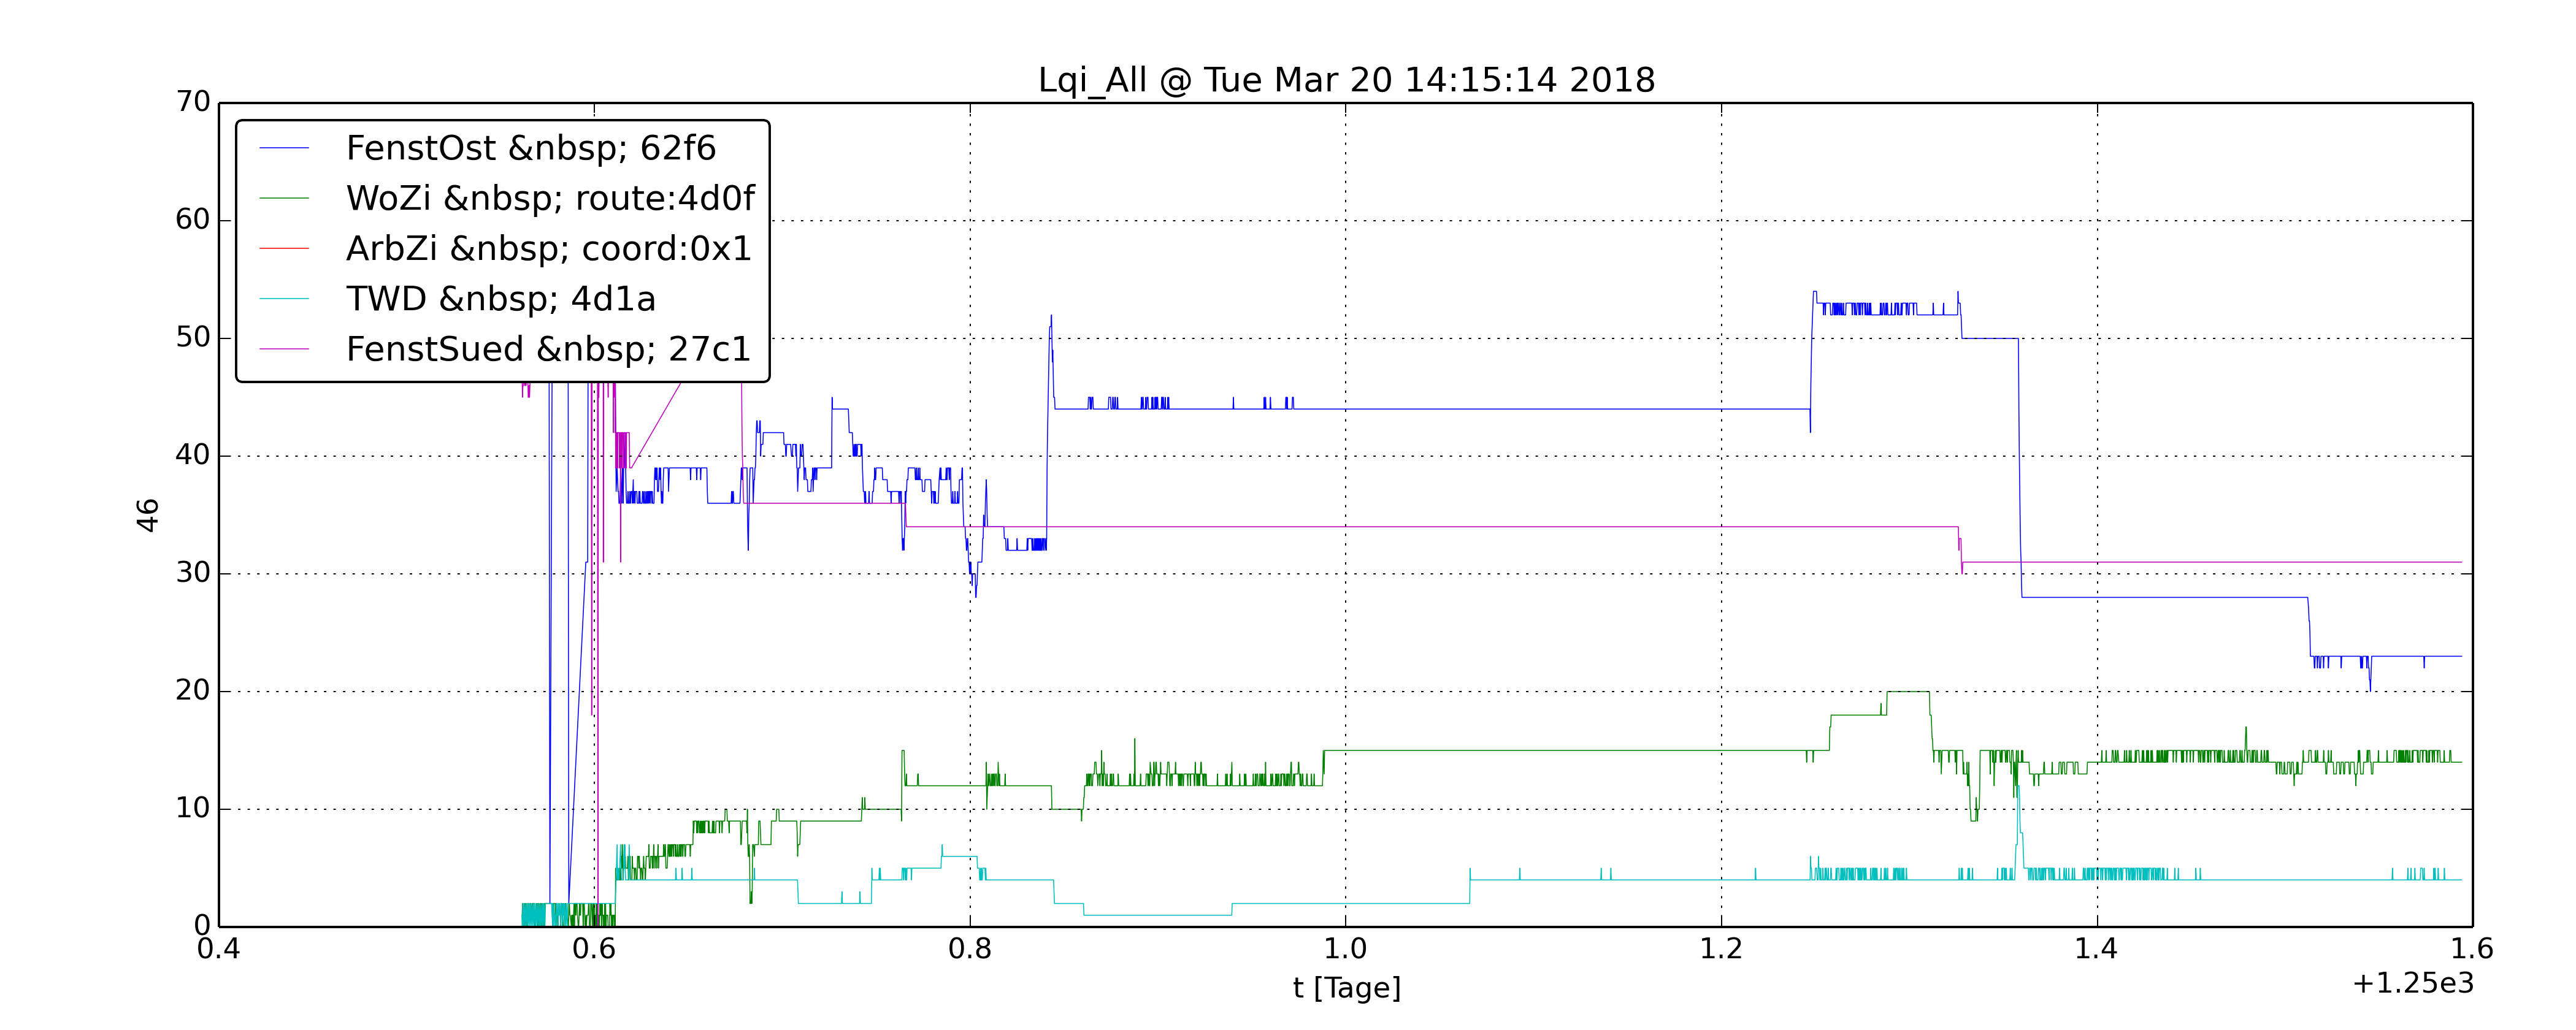 Lqi_All @ Tue Mar 20 14:15:14 2018
70
60
50
40
30
20
10
0
46
FenstOst &nbsp; 62f6
WoZi &nbsp; route:4d0f
ArbZi &nbsp; coord:0x1
TWD &nbsp; 4d1a
FenstSued &nbsp; 27c1
0.4 0.6 0.8 1.0 1.2 1.4 1.6
t [Tage]
+1.25e3